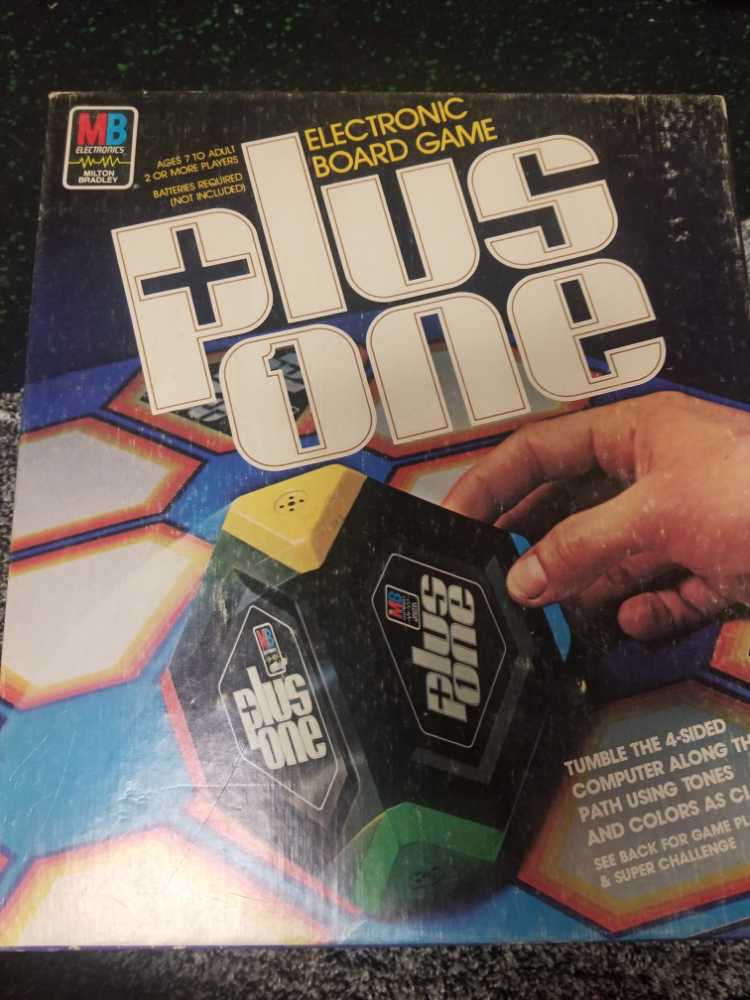 MB
ELECTRONICS
MILTON
BRADLEY
AGES 7 TO ADULT
2 OR MORE PLAYERS
BATTERIES REQUIRED
(NOT INCLUDED)
ELECTRONIC
BOARD GAME
plus
one
1
MB
plus
one
MB
plus
one
TUMBLE THE 4-SIDED
COMPUTER ALONG TH
PATH USING TONES
AND COLORS AS CL
SEE BACK FOR GAME PL
& SUPER CHALLENGE